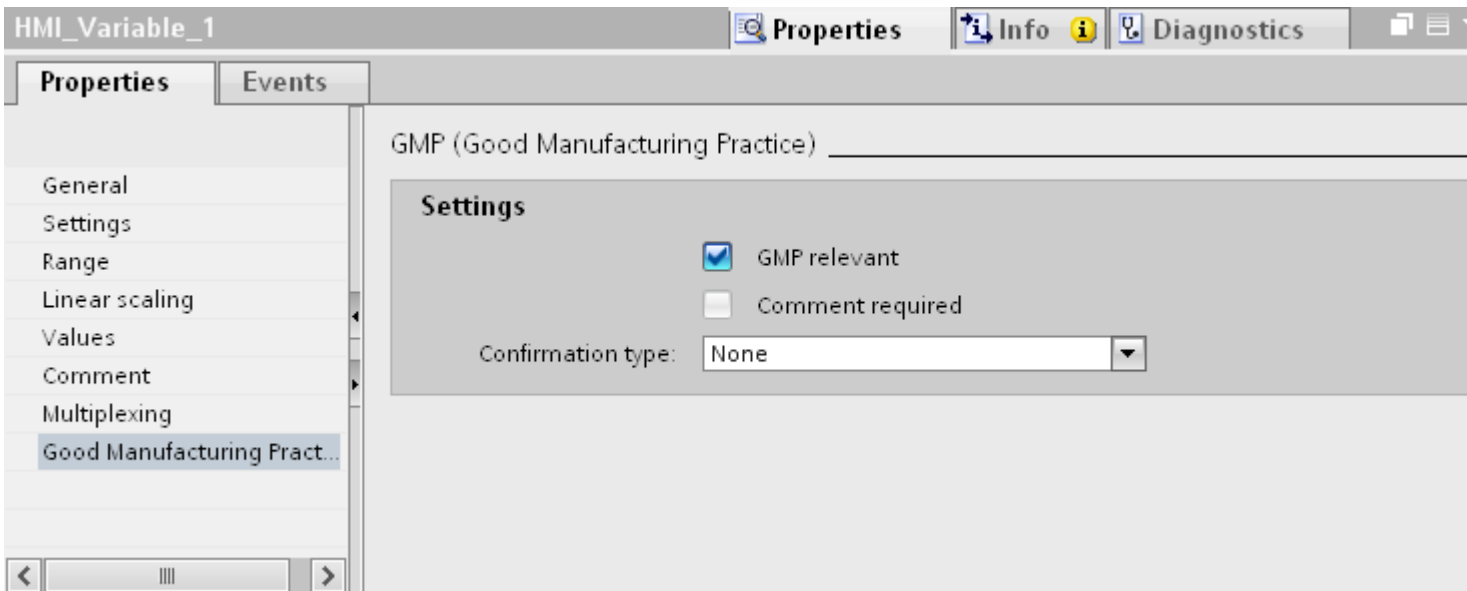 HMI_Variable_1
Properties
Info
Diagnostics
Properties
Events
GMP (Good Manufacturing Practice)
General
Settings
Range
Linear scaling
Values
Comment
Multiplexing
Good Manufacturing Pract...
Settings
GMP relevant
Comment required
Confirmation type: None